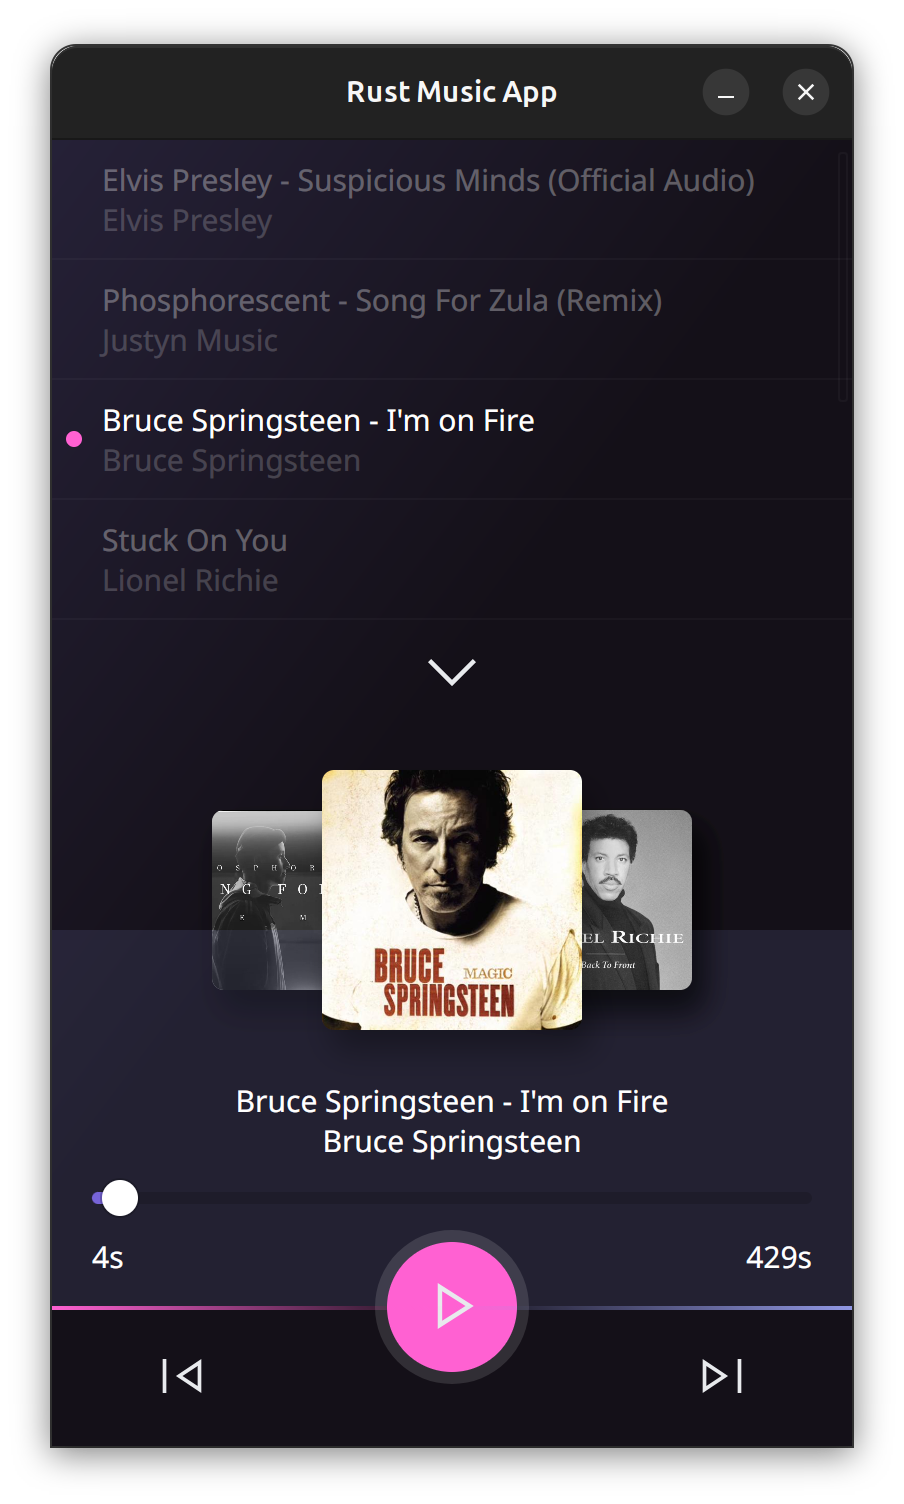 Rust Music App
Elvis Presley - Suspicious Minds (Official Audio)
Elvis Presley
Phosphorescent - Song For Zula (Remix)
Justyn Music
Bruce Springsteen - I'm on Fire
Bruce Springsteen
Stuck On You
Lionel Richie
O S P H O R
NG FO
E M
BRUCE MAGIC
SPRINGSTEEN
EL RICHIE
Back To Front
Bruce Springsteen - I'm on Fire
Bruce Springsteen
4s
429s